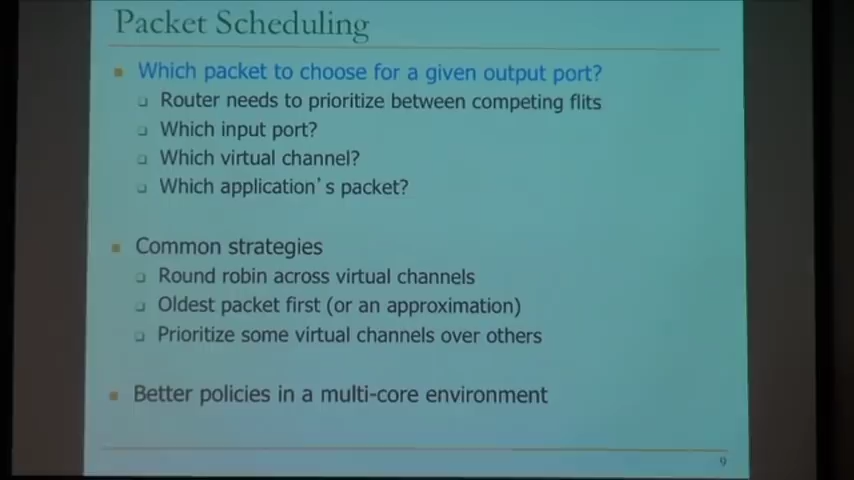 Packet Scheduling
Which packet to choose for a given output port?
Router needs to prioritize between competing flits
Which input port?
Which virtual channel?
Which application's packet?
Common strategies
Round robin across virtual channels
Oldest packet first (or an approximation)
Prioritize some virtual channels over others
Better policies in a multi-core environment
9